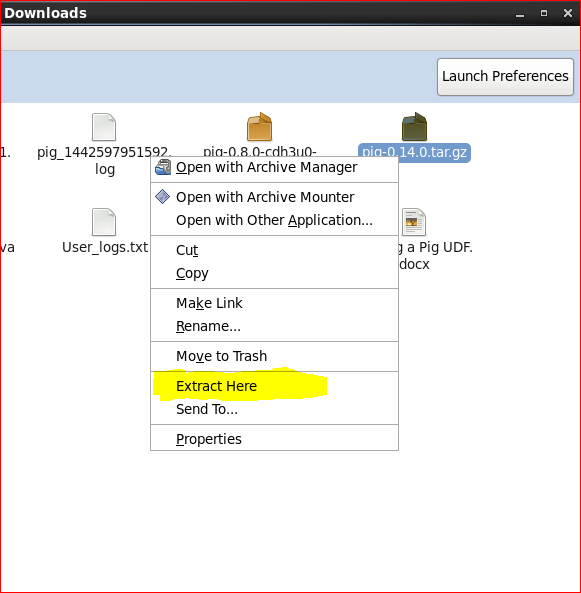 Downloads
Launch Preferences
1.
pig_1442597951592.
log
pig-0.8.0-cdh3u0-
pig-0.14.0.tar.gz
Open with Archive Manager
Open with Archive Mounter
Open with Other Application...
va
User_logs.txt
g a Pig UDF.
docx
Cut
Copy
Make Link
Rename...
Move to Trash
Extract Here
Send To...
Properties